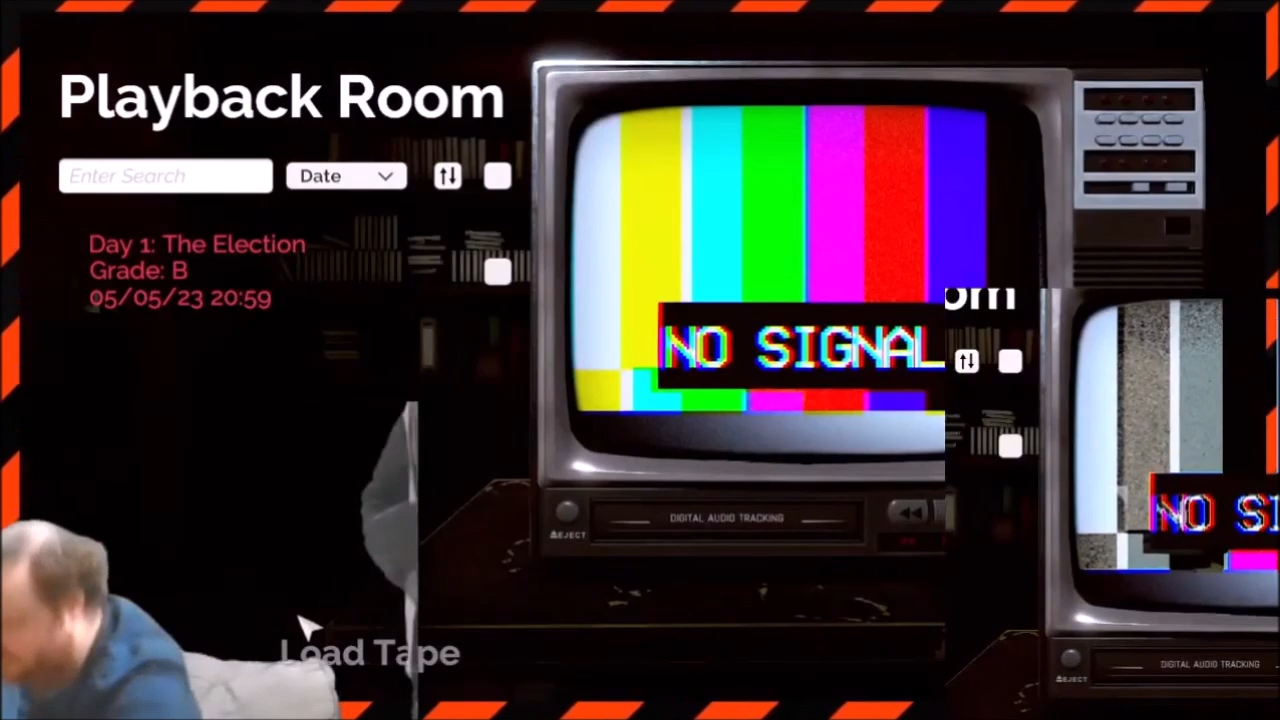 Playback Room
Enter Search
Date
Day 1: The Election
Grade: B
05/05/23 20:59
NO SIGNAL
om
NO SI
DIGITAL AUDIO TRACKING
EJECT
Load Tape
DIGITAL AUDIO TRACKING
EJECT